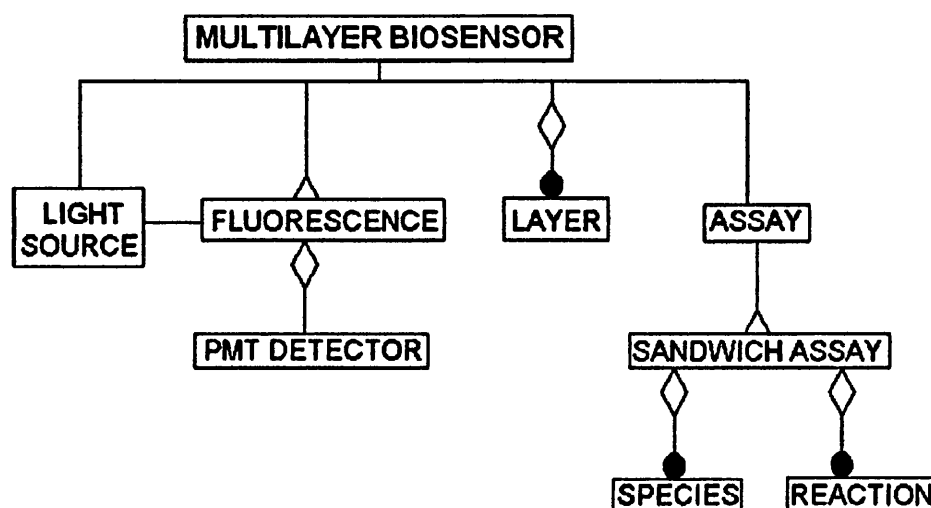 MULTILAYER BIOSENSOR
LIGHT
SOURCE
FLUORESCENCE
LAYER
ASSAY
PMT DETECTOR
SANDWICH ASSAY
SPECIES
REACTION